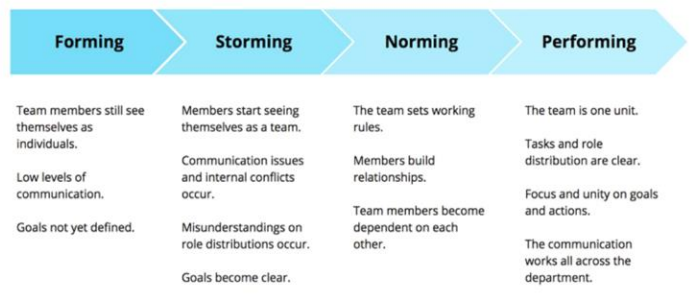 Forming
Storming
Norming
Performing
Team members still see
themselves as
individuals.
Low levels of
communication.
Goals not yet defined.
Members start seeing
themselves as a team.
Communication issues
and internal conflicts
occur.
Misunderstandings on
role distributions occur.
Goals become clear.
The team sets working
rules.
Members build
relationships.
Team members become
dependent on each
other.
The team is one unit.
Tasks and role
distribution are clear.
Focus and unity on goals
and actions.
The communication
works all across the
department.